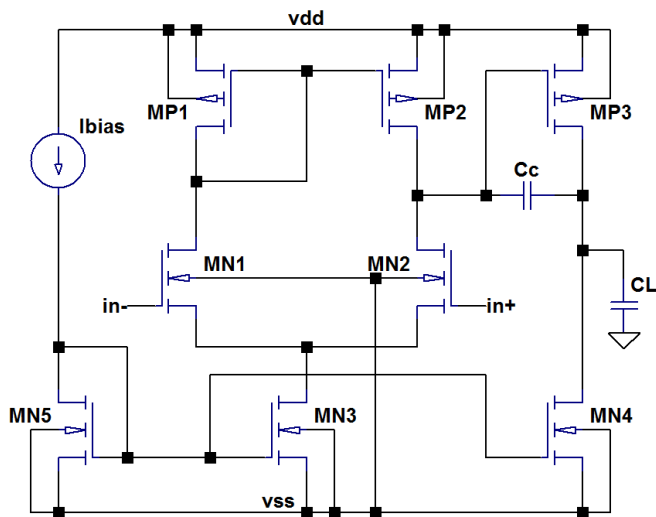 vdd
MP1
MP2
MP3
Ibias
Cc
MN1
MN2
CL
in-
in+
MN5
MN3
MN4
vss